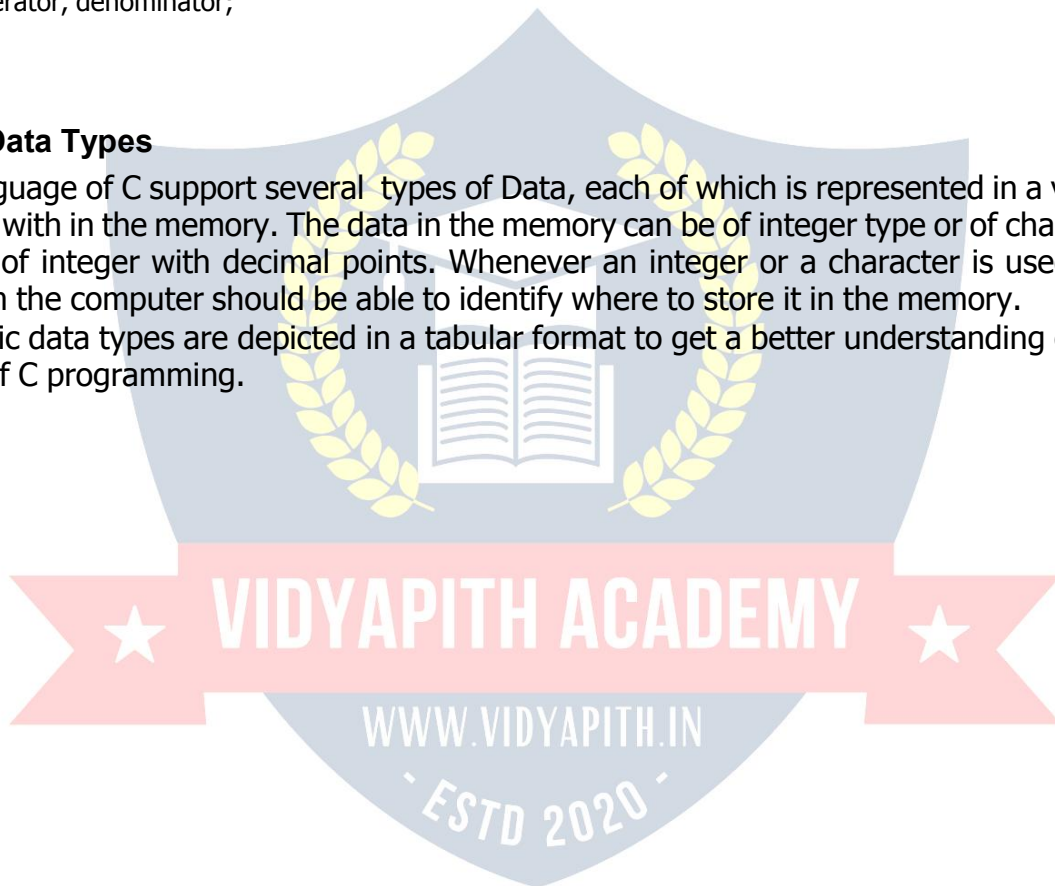 erator, denominator;
Data Types
guage of C support several types of Data, each of which is represented in a
with in the memory. The data in the memory can be of integer type or of cha
of integer with decimal points. Whenever an integer or a character is use
the computer should be able to identify where to store it in the memory.
ic data types are depicted in a tabular format to get a better understanding
of C programming.
VIDYAPITH ACADEMY
WWW.VIDYAPITH.IN
- ESTD 2020 -